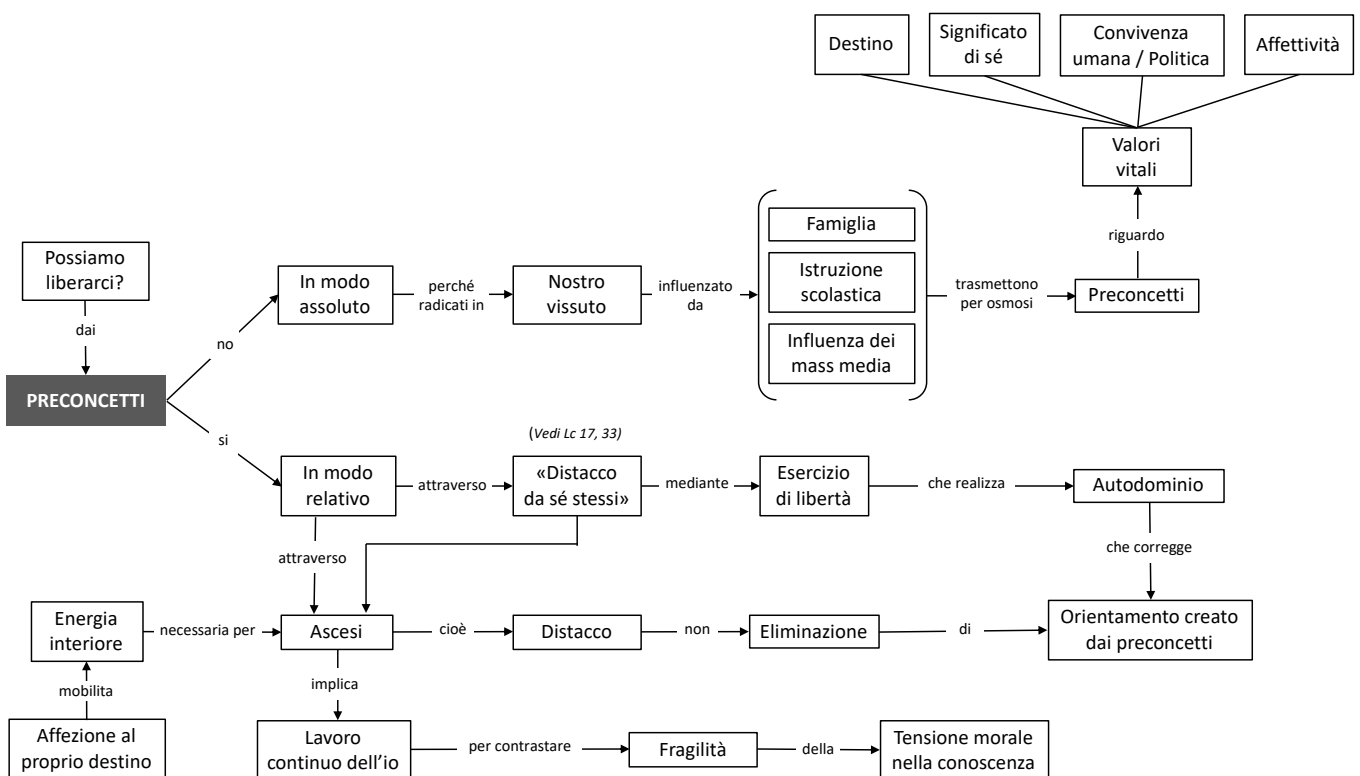 Destino
Significato
di sé
Convivenza
umana / Politica
Affettività
Valori
vitali
riguardo
Possiamo
liberarci?
dai
PRECONCETTI
no
In modo
assoluto
perché
radicati in
Nostro
vissuto
influenzato
da
Famiglia
Istruzione
scolastica
Influenza dei
mass media
trasmettono
per osmosi
Preconcetti
si
In modo
relativo
attraverso
(Vedi Lc 17, 33)
«Distacco
da sé stessi»
mediante
Esercizio
di libertà
che realizza
Autodominio
che corregge
attraverso
Energia
interiore
necessaria per
Ascesi
cioè
Distacco
non
Eliminazione
di
Orientamento creato
dai preconcetti
mobilita
Affezione al
proprio destino
implica
Lavoro
continuo dell'io
per contrastare
Fragilità
della
Tensione morale
nella conoscenza